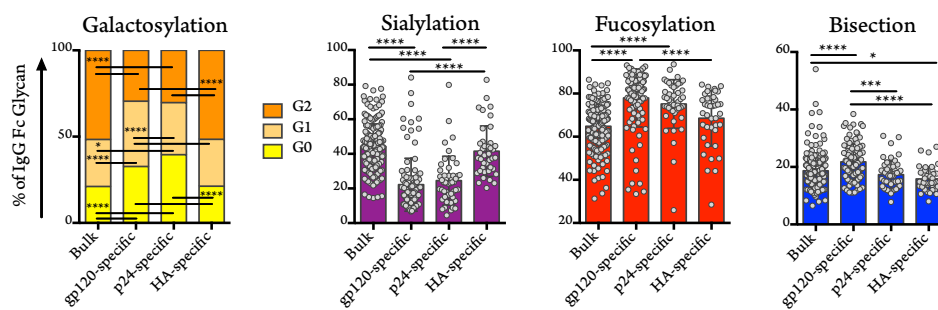 Galactosylation
Sialylation
Fucosylation
Bisection
% of IgG Fc Glycan
100
50
0
****
****
****
*
****
****
****
G2
G1
G0
Bulk
gp120-specific
p24-specific
HA-specific
100
80
60
40
20
0
**** ****
****
****
Bulk
gp120-specific
p24-specific
HA-specific
100
80
60
40
20
****
**** ****
Bulk
gp120-specific
p24-specific
HA-specific
60
40
20
0
****
*
***
****
Bulk
gp120-specific
p24-specific
HA-specific